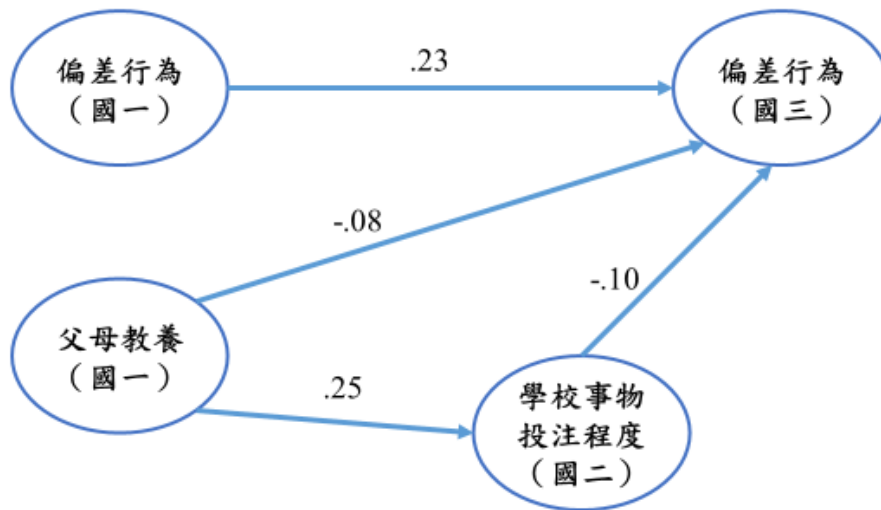 偏差行為
（國一）
.23
偏差行為
（國三）
-.08
-.10
父母教養
（國一）
.25
學校事物
投注程度
（國二）